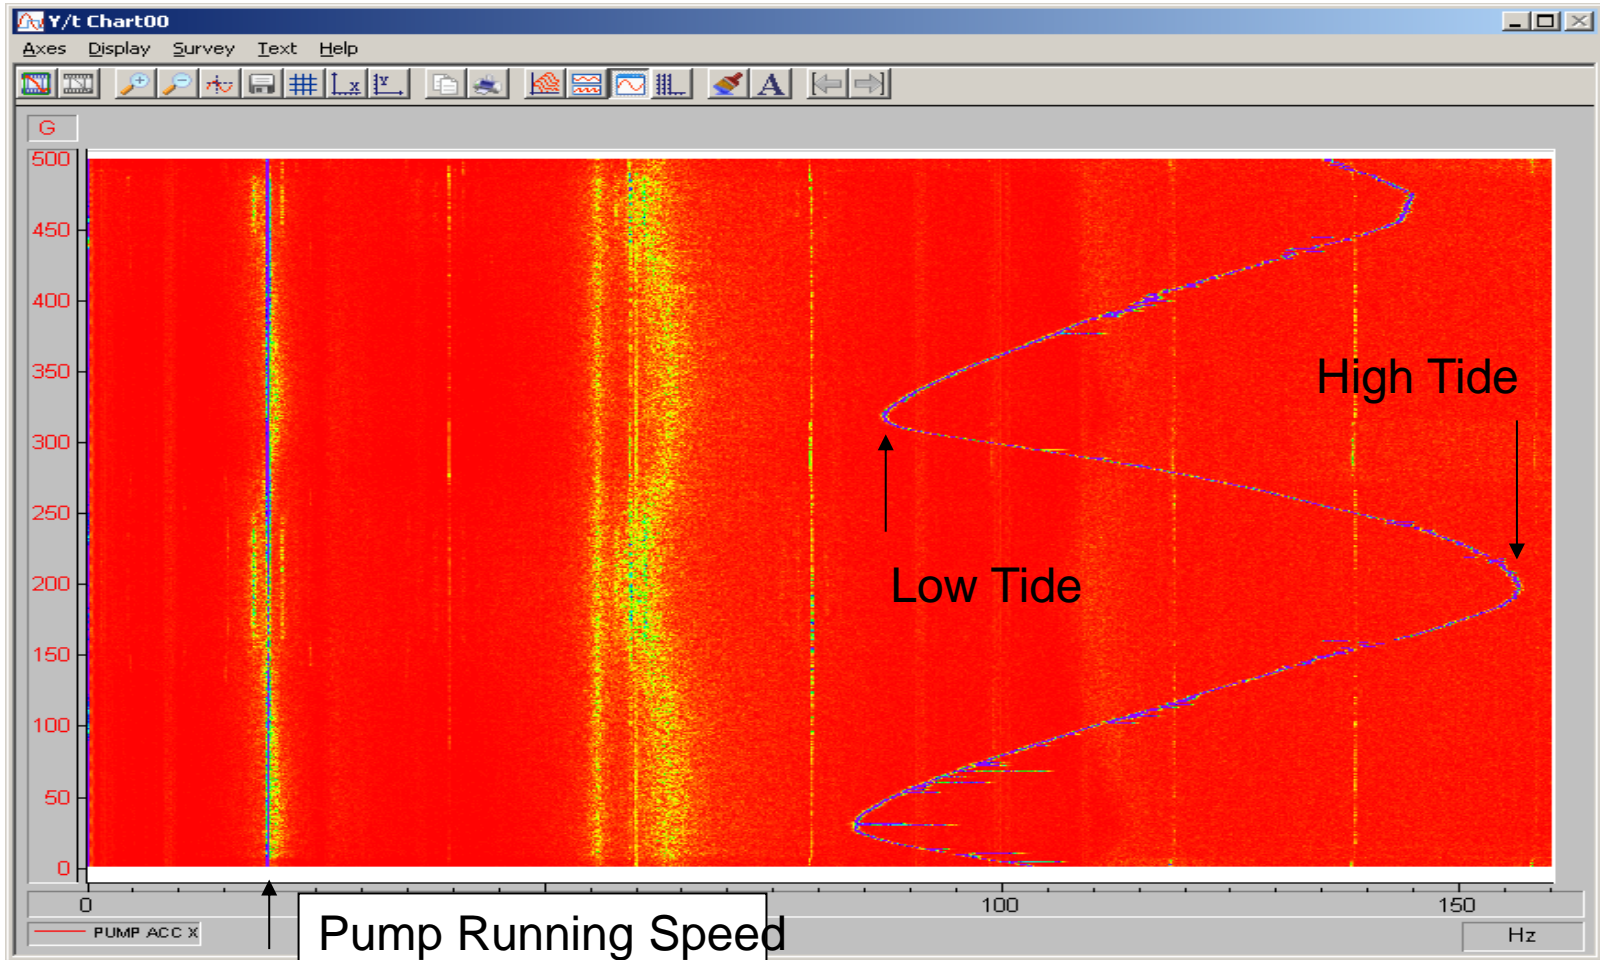 Y/t Chart00
Axes Display Survey Text Help
G
500
450
400
350
High Tide
300
250
Low Tide
200
150
100
50
0
0 100 150
PUMP ACC X
Pump Running Speed
Hz